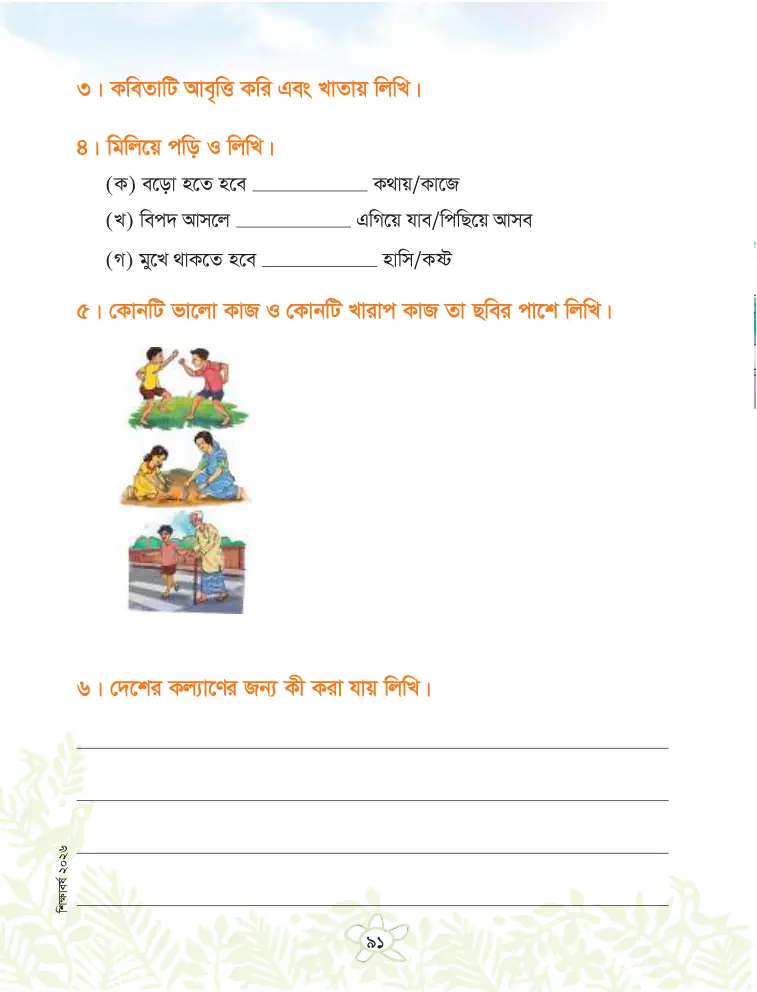 ৩। কবিতাটি আবৃত্তি করি এবং খাতায় লিখি।
৪। মিলিয়ে পড়ি ও লিখি।
(ক) বড়ো হতে হবে ____________ কথায়/কাজে
(খ) বিপদ আসলে ____________ এগিয়ে যাব/পিছিয়ে আসব
(গ) মুখে থাকতে হবে ____________ হাসি/কষ্ট
৫। কোনটি ভালো কাজ ও কোনটি খারাপ কাজ তা ছবির পাশে লিখি।
৬। দেশের কল্যাণের জন্য কী করা যায় লিখি।
শিক্ষাবর্ষ ২০২৬
৯১